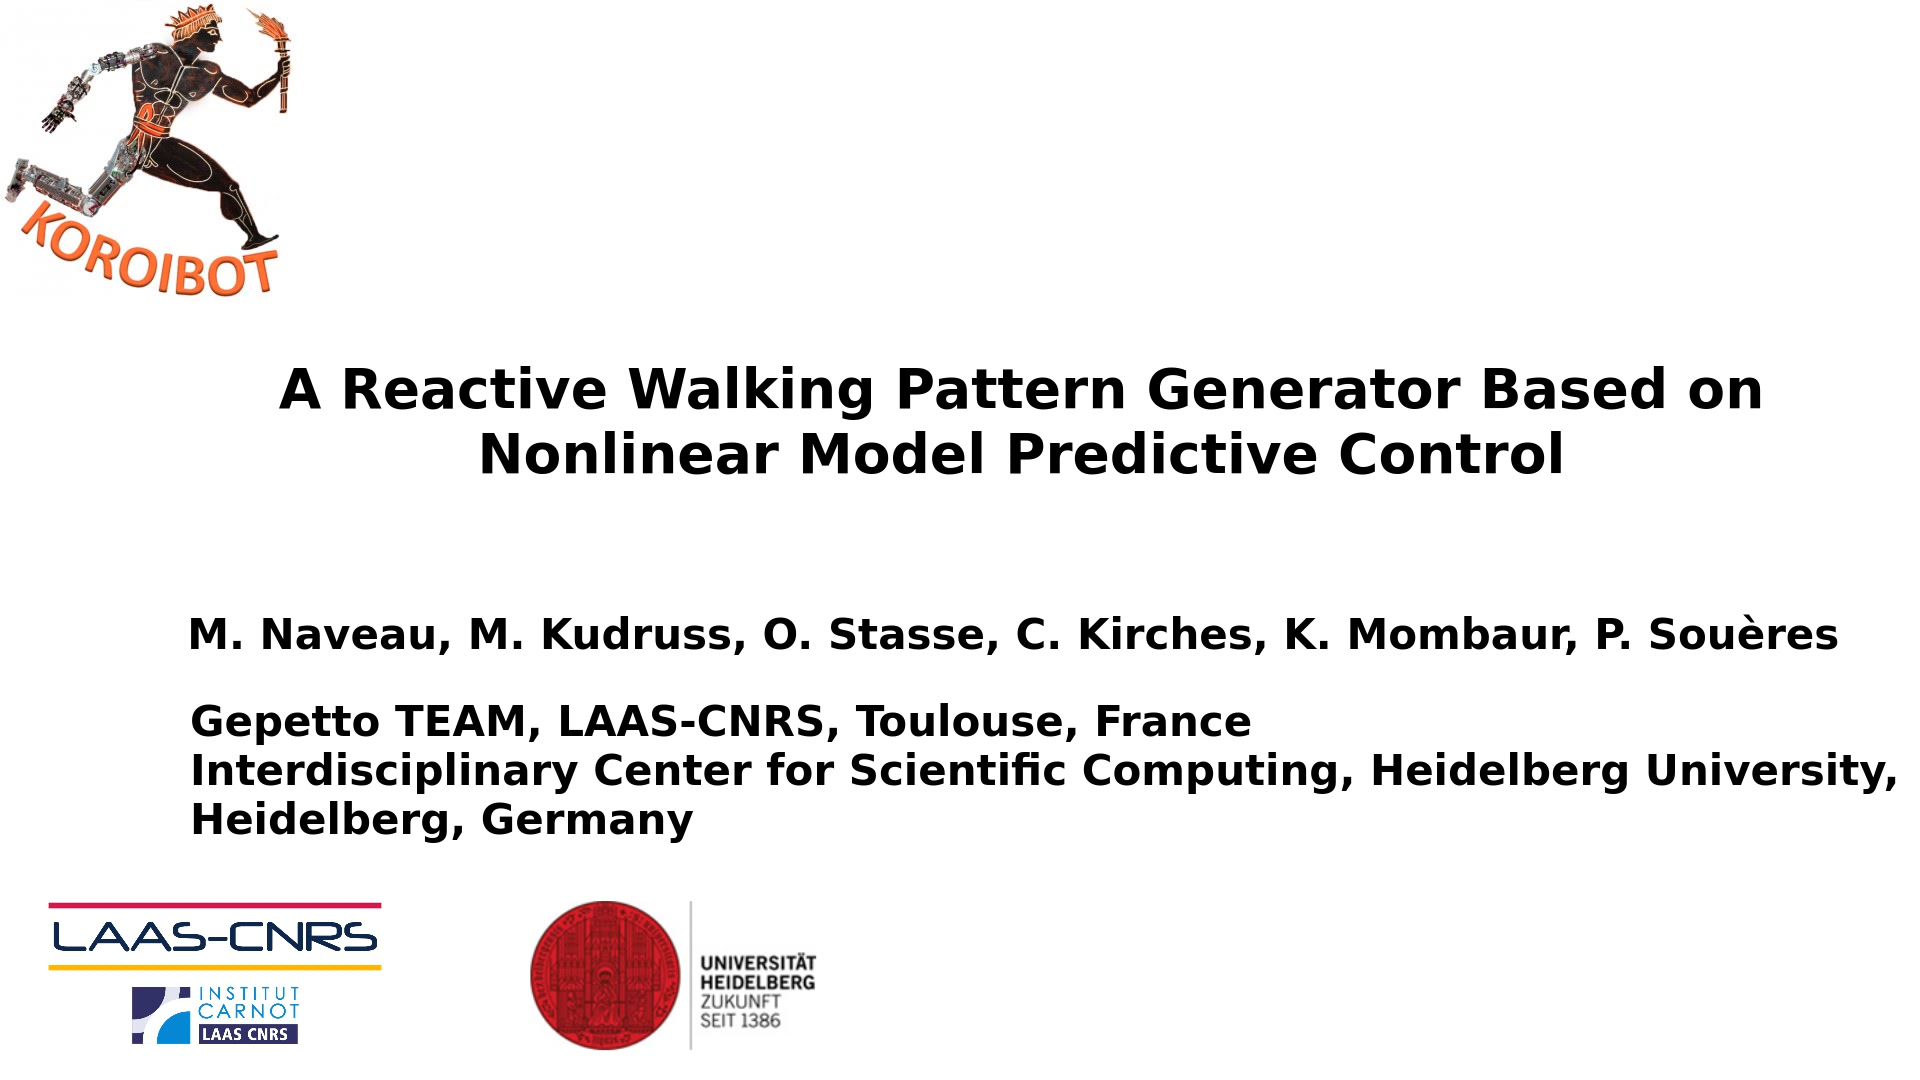 KOROIBOT
A Reactive Walking Pattern Generator Based on
Nonlinear Model Predictive Control
M. Naveau, M. Kudruss, O. Stasse, C. Kirches, K. Mombaur, P. Souères
Gepetto TEAM, LAAS-CNRS, Toulouse, France
Interdisciplinary Center for Scientific Computing, Heidelberg University,
Heidelberg, Germany
LAAS-CNRS
INSTITUT
CARNOT
LAAS CNRS
UNIVERSITÄT
HEIDELBERG
ZUKUNFT
SEIT 1386